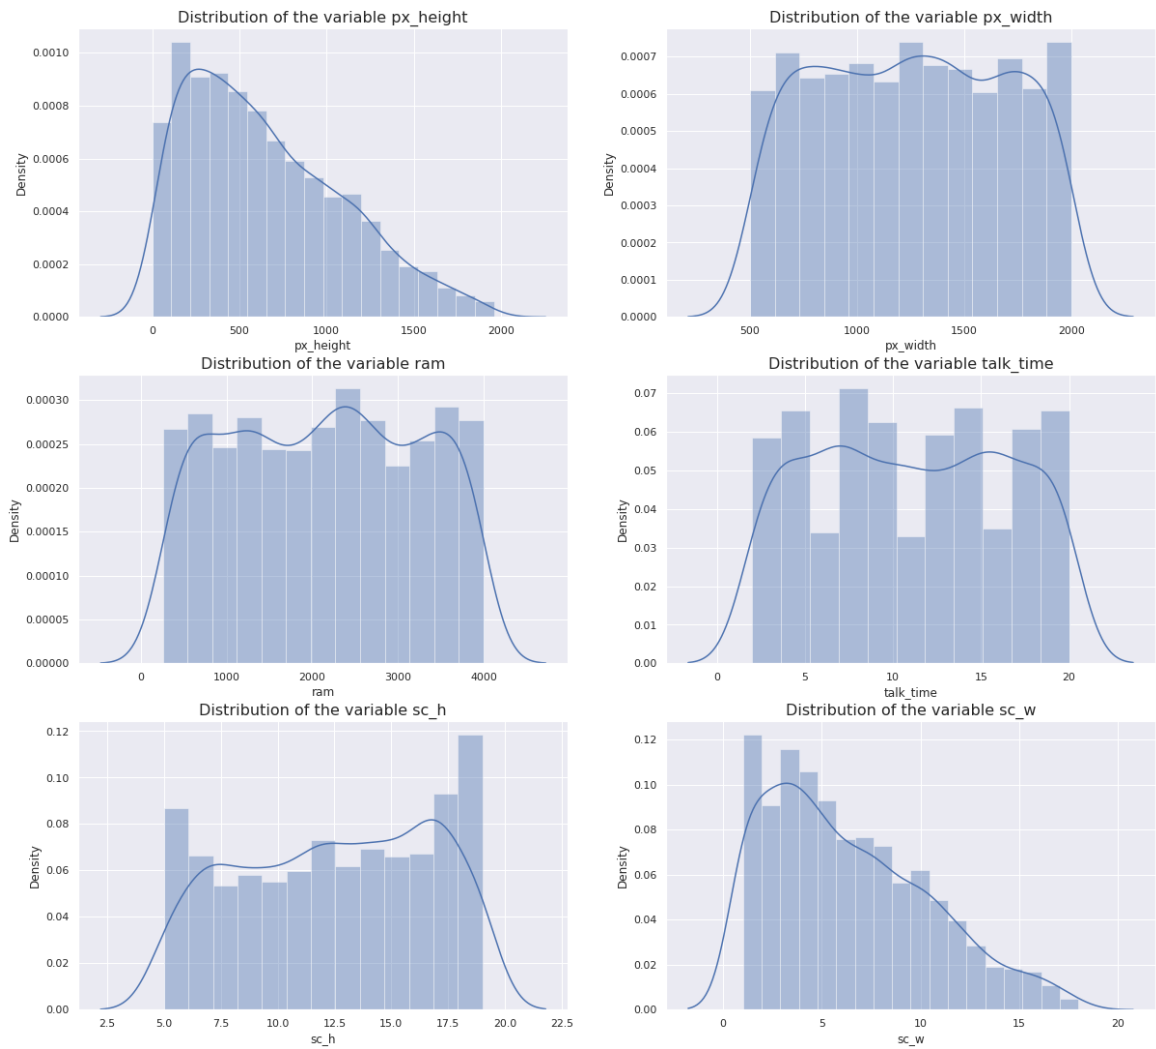 Distribution of the variable px_height
0.0010
0.0008
0.0006
0.0004
0.0002
0.0000
Density
0 500 1000 1500 2000
px_height
Distribution of the variable px_width
0.0007
0.0006
0.0005
0.0004
0.0003
0.0002
0.0001
0.0000
Density
500 1000 1500 2000
px_width
Distribution of the variable ram
0.00030
0.00025
0.00020
0.00015
0.00010
0.00005
0.00000
Density
0 1000 2000 3000 4000
ram
Distribution of the variable talk_time
0.07
0.06
0.05
0.04
0.03
0.02
0.01
0.00
Density
0 5 10 15 20
talk_time
Distribution of the variable sc_h
0.12
0.10
0.08
0.06
0.04
0.02
0.00
Density
2.5 5.0 7.5 10.0 12.5 15.0 17.5 20.0 22.5
sc_h
Distribution of the variable sc_w
0.12
0.10
0.08
0.06
0.04
0.02
0.00
Density
0 5 10 15 20
sc_w